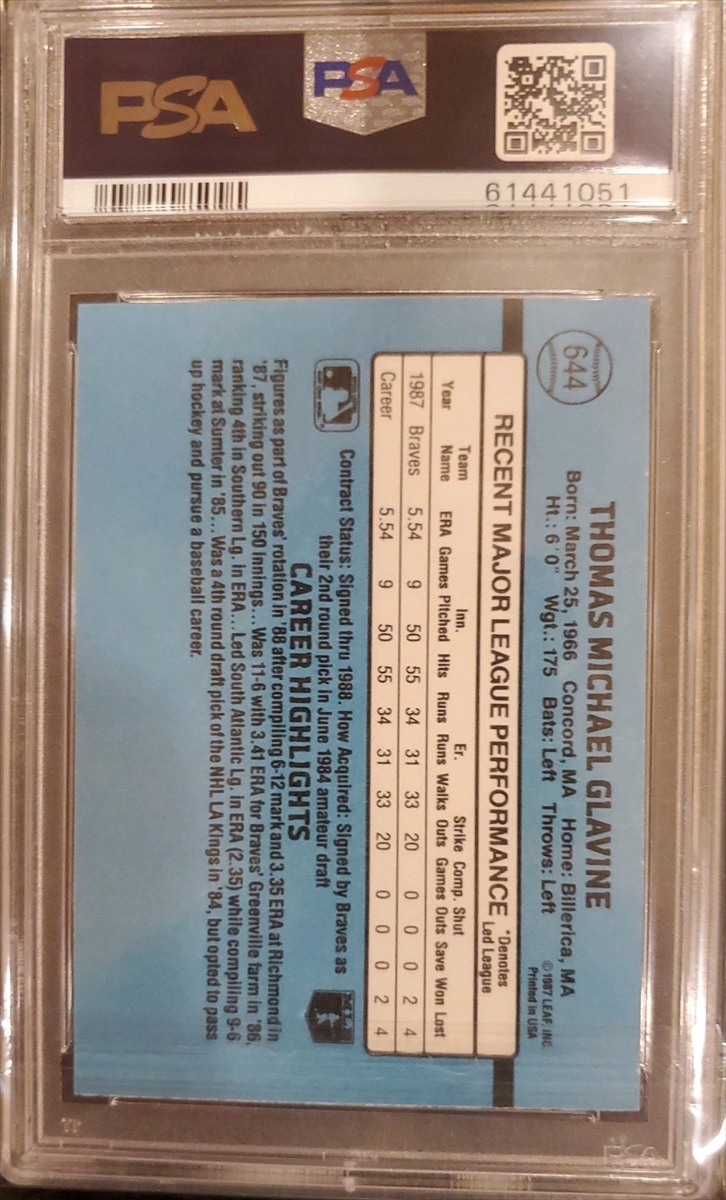 PSA
PSA
61441051
644
THOMAS MICHAEL GLAVINE
Born: March 25, 1966 Concord, MA Home: Billerica, MA
Ht.: 6'0" Wgt.: 175 Bats: Left Throws: Left
©1987 LEAF, INC.
Printed in USA
RECENT MAJOR LEAGUE PERFORMANCE
*Denotes
Led League
Team Inn. Er. Strike Comp. Shut
Year Name ERA Games Pitched Hits Runs Runs Walks Outs Games Outs Save Won Lost
1987 Braves 5.54 9 50 55 34 31 33 20 0 0 0 2 4
Career 5.54 9 50 55 34 31 33 20 0 0 0 2 4
Contract Status: Signed thru 1988. How Acquired: Signed by Braves as
their 2nd round pick in June 1984 amateur draft
CAREER HIGHLIGHTS
Figures as part of Braves' rotation in '88 after compiling 6-12 mark and 3.35 ERA at Richmond in
'87, striking out 90 in 150 innings... Was 11-6 with 3.41 ERA for Braves' Greenville farm in '86,
ranking 4th in Southern Lg. in ERA... Led South Atlantic Lg. in ERA (2.35) while compiling 9-6
mark at Sumter in '85... Was a 4th round draft pick of the NHL LA Kings in '84, but opted to pass
up hockey and pursue a baseball career.